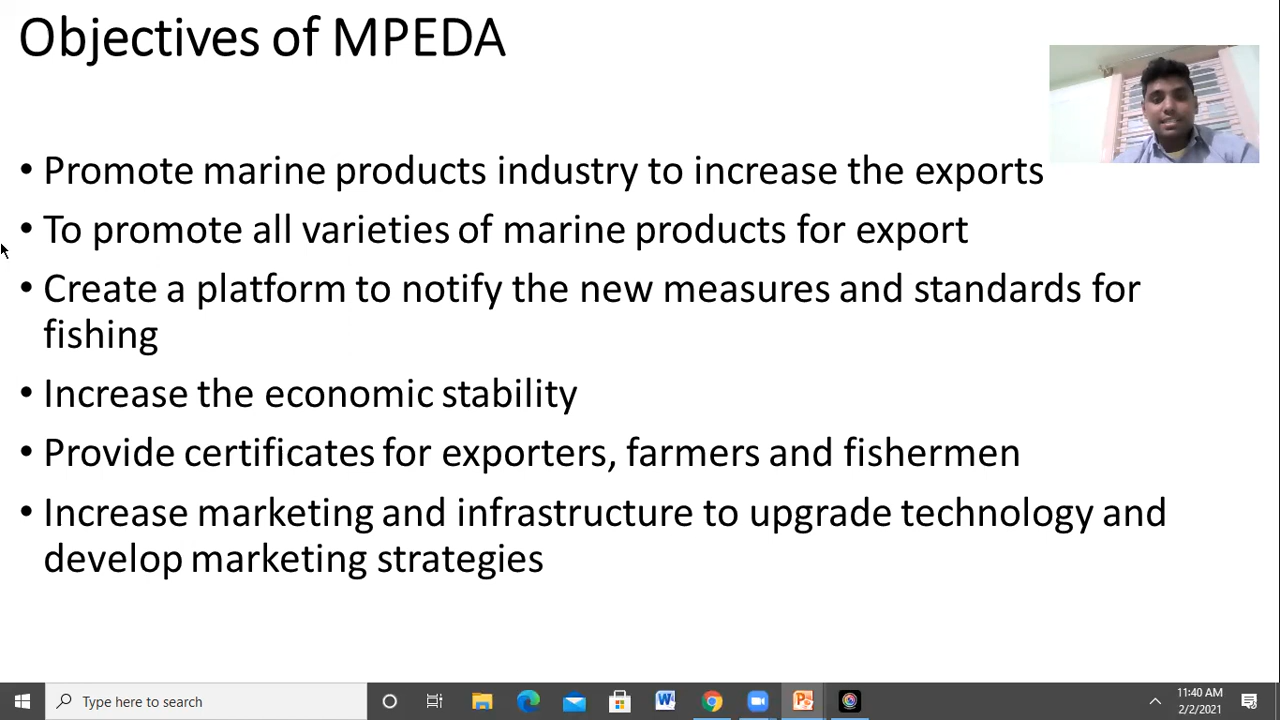 Objectives of MPEDA
• Promote marine products industry to increase the exports
• To promote all varieties of marine products for export
• Create a platform to notify the new measures and standards for
fishing
• Increase the economic stability
• Provide certificates for exporters, farmers and fishermen
• Increase marketing and infrastructure to upgrade technology and
develop marketing strategies
Type here to search
11:40 AM
2/2/2021